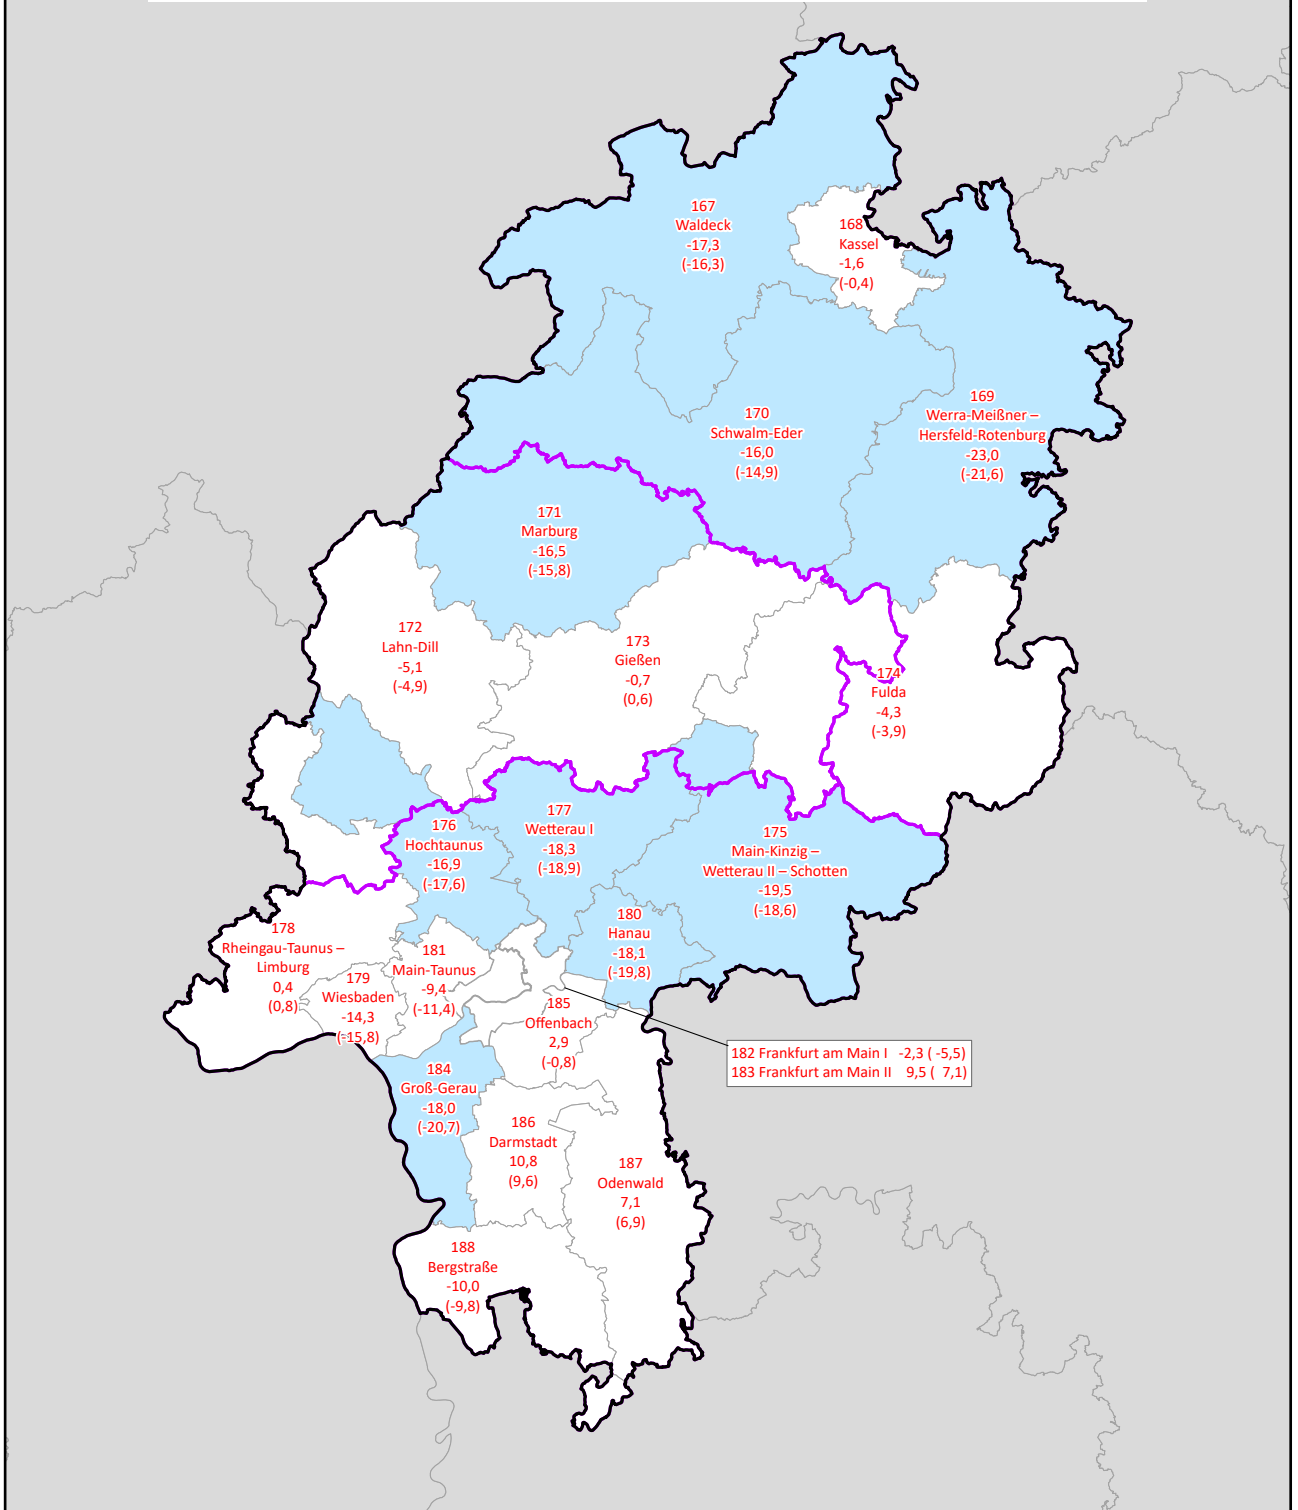 167
Waldeck
-17,3
(-16,3)
168
Kassel
-1,6
(-0,4)
169
Werra-Meißner –
Hersfeld-Rotenburg
-23,0
(-21,6)
170
Schwalm-Eder
-16,0
(-14,9)
171
Marburg
-16,5
(-15,8)
172
Lahn-Dill
-5,1
(-4,9)
173
Gießen
-0,7
(0,6)
174
Fulda
-4,3
(-3,9)
177
Wetterau I
-18,3
(-18,9)
176
Hochtaunus
-16,9
(-17,6)
175
Main-Kinzig –
Wetterau II – Schotten
-19,5
(-18,6)
180
Hanau
-18,1
(-19,8)
178
Rheingau-Taunus –
Limburg
0,4
(0,8)
181
Main-Taunus
-9,4
(-11,4)
179
Wiesbaden
-14,3
(-15,8)
185
Offenbach
2,9
(-0,8)
182 Frankfurt am Main I -2,3 ( -5,5)
183 Frankfurt am Main II 9,5 ( 7,1)
184
Groß-Gerau
-18,0
(-20,7)
186
Darmstadt
10,8
(9,6)
187
Odenwald
7,1
(6,9)
188
Bergstraße
-10,0
(-9,8)